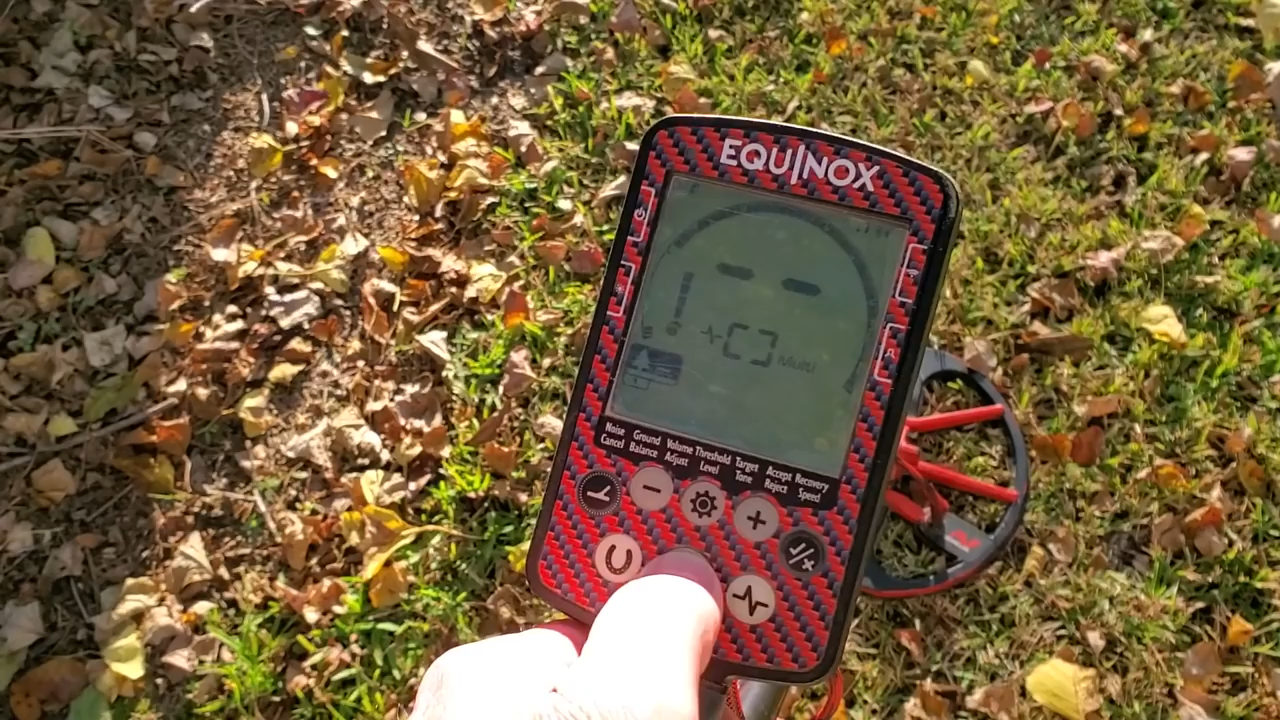 EQUINOX
Multi
Noise Cancel
Ground Balance
Volume Adjust
Threshold Level
Target Tone
Accept Reject
Recovery Speed